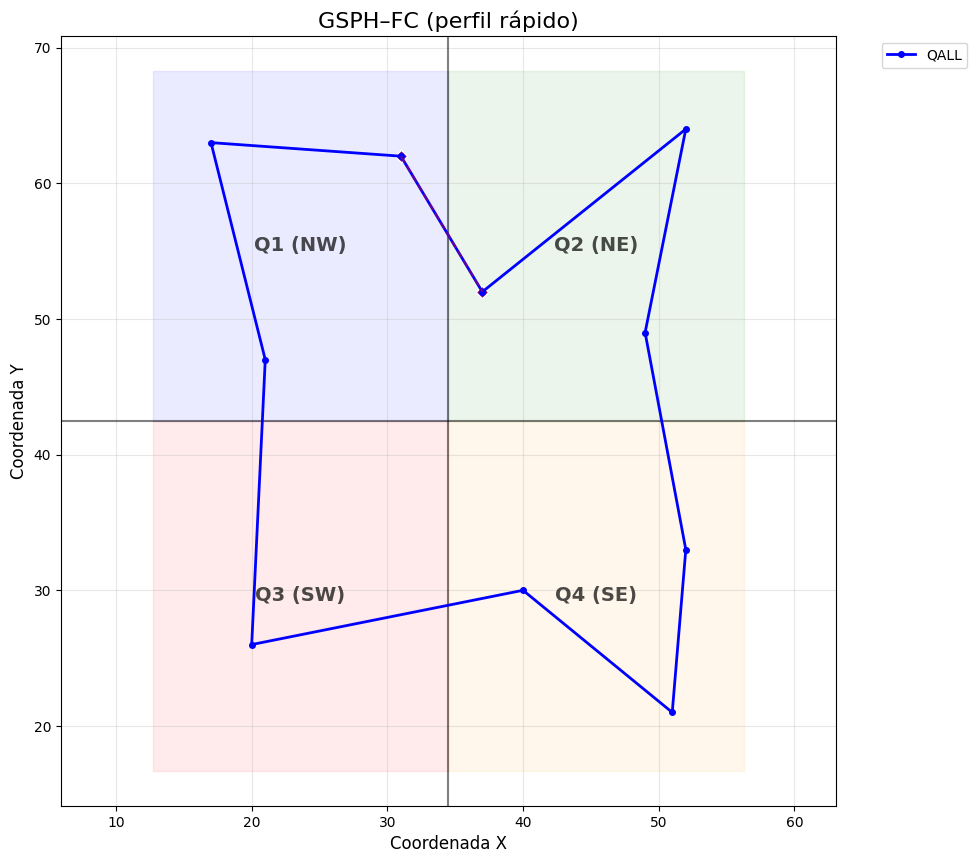 GSPH–FC (perfil rápido)
QALL
70
60
50
40
30
20
Coordenada Y
Q1 (NW)
Q2 (NE)
Q3 (SW)
Q4 (SE)
10
20
30
40
50
60
Coordenada X